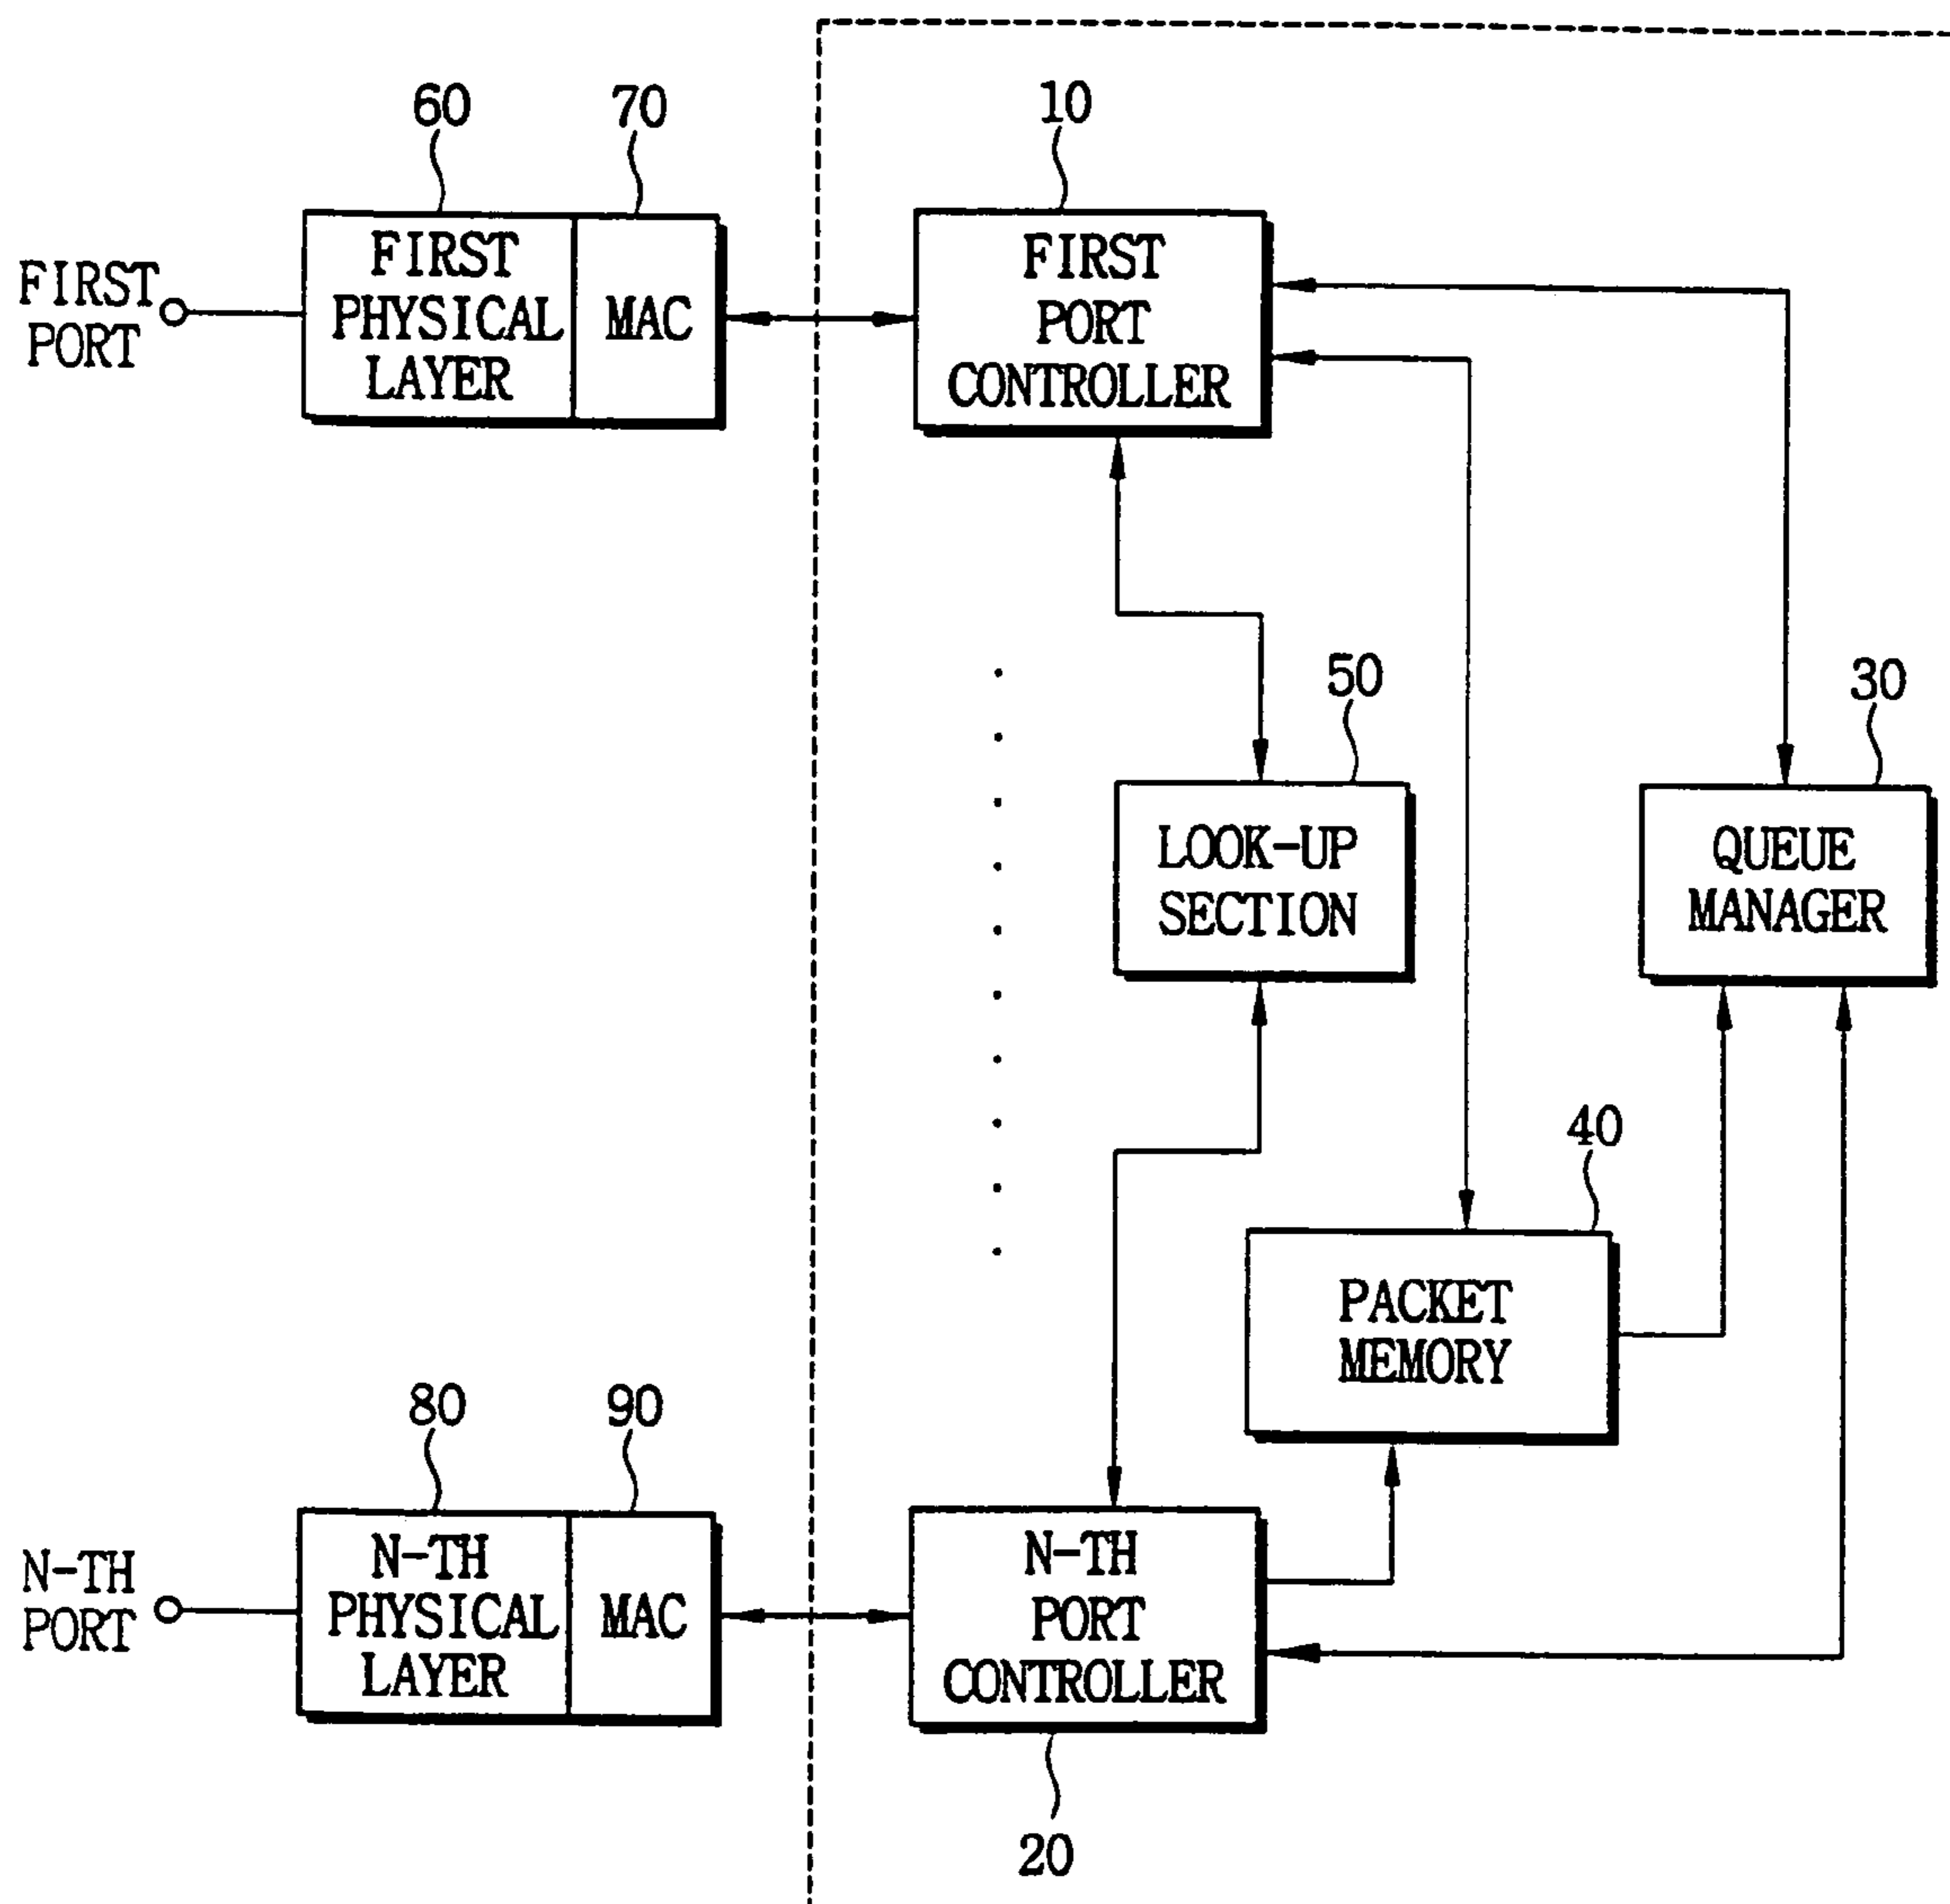 60
70
10
FIRST
PORT
FIRST
PHYSICAL
LAYER
MAC
FIRST
PORT
CONTROLLER
50
30
LOOK-UP
SECTION
QUEUE
MANAGER
40
PACKET
MEMORY
80
90
N-TH
PORT
N-TH
PHYSICAL
LAYER
MAC
N-TH
PORT
CONTROLLER
20